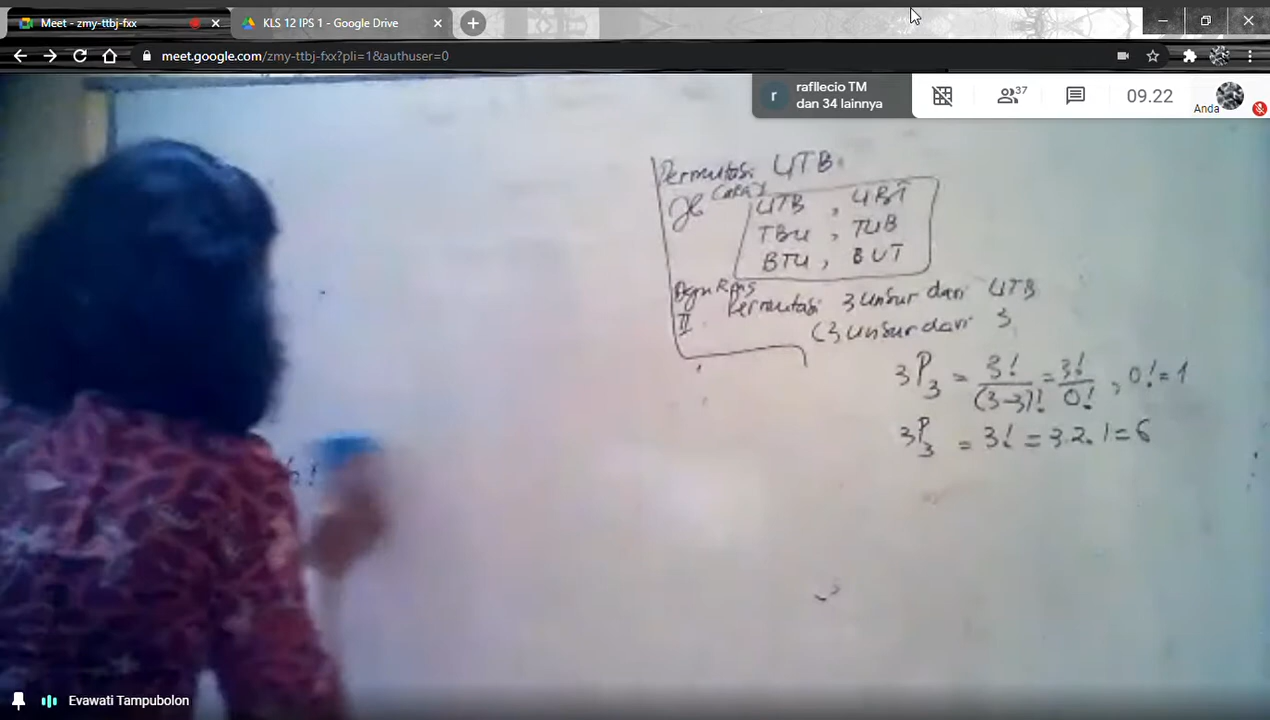 Meet - zmy-ttbj-fxx
KLS 12 IPS 1 - Google Drive
meet.google.com/zmy-ttbj-fxx?pli=1&authuser=0
r
rafllecio TM
dan 34 lainnya
37
09.22
Anda
Permutasi UTB
Jb
UTB, UBT
TBU, TUB
BTU, BUT
II. Permutasi 3 unsur dari UTB
(3 unsur dari 3
3P3 = 3!/(3-3)! = 3!/0! , 0! = 1
3P3 = 3! = 3.2.1 = 6
Evawati Tampubolon